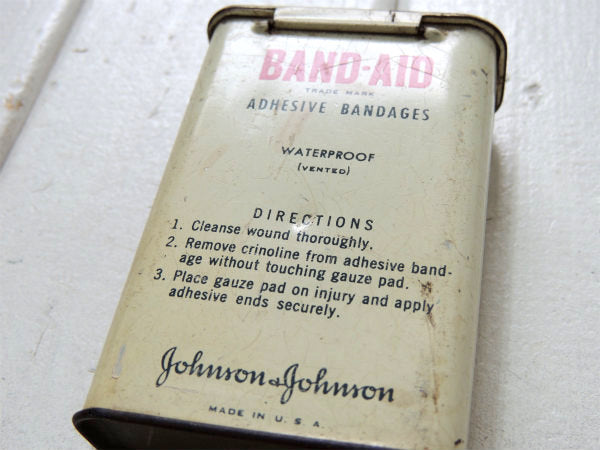 BAND-AID
TRADE MARK
ADHESIVE BANDAGES
WATERPROOF
(VENTED)
DIRECTIONS
1. Cleanse wound thoroughly.
2. Remove crinoline from adhesive band-
age without touching gauze pad.
3. Place gauze pad on injury and apply
adhesive ends securely.
Johnson & Johnson
MADE IN U. S. A.